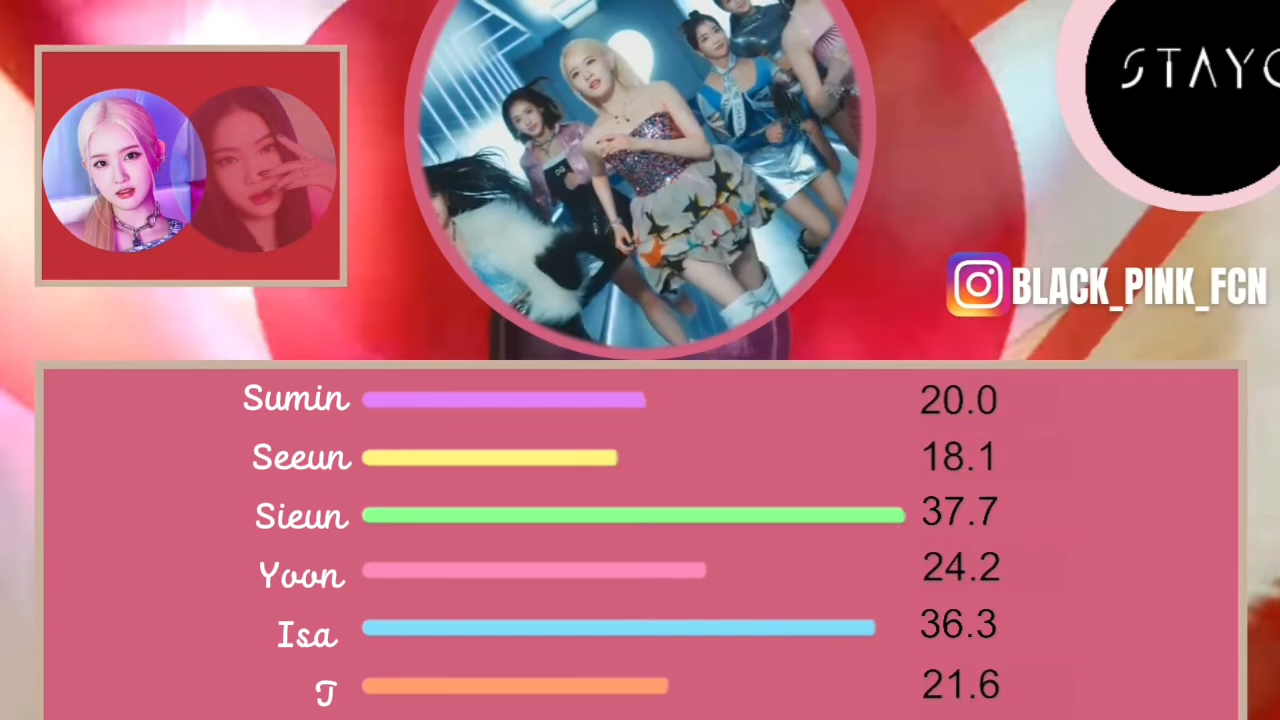 STAYC
BLACK_PINK_FCN
Sumin 20.0
Seeun 18.1
Sieun 37.7
Yoon 24.2
Isa 36.3
J 21.6